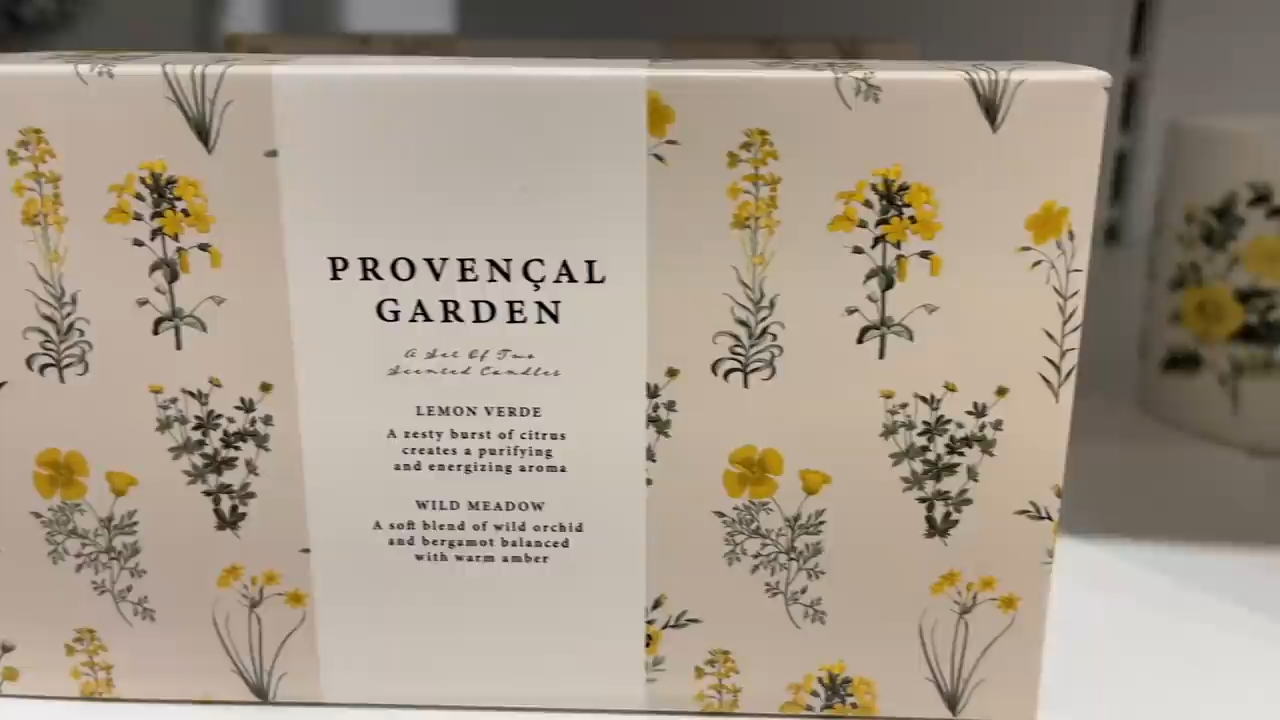 PROVENÇAL
GARDEN
A Set Of Two
Scented Candles
LEMON VERDE
A zesty burst of citrus
creates a purifying
and energizing aroma
WILD MEADOW
A soft blend of wild orchid
and bergamot balanced
with warm amber